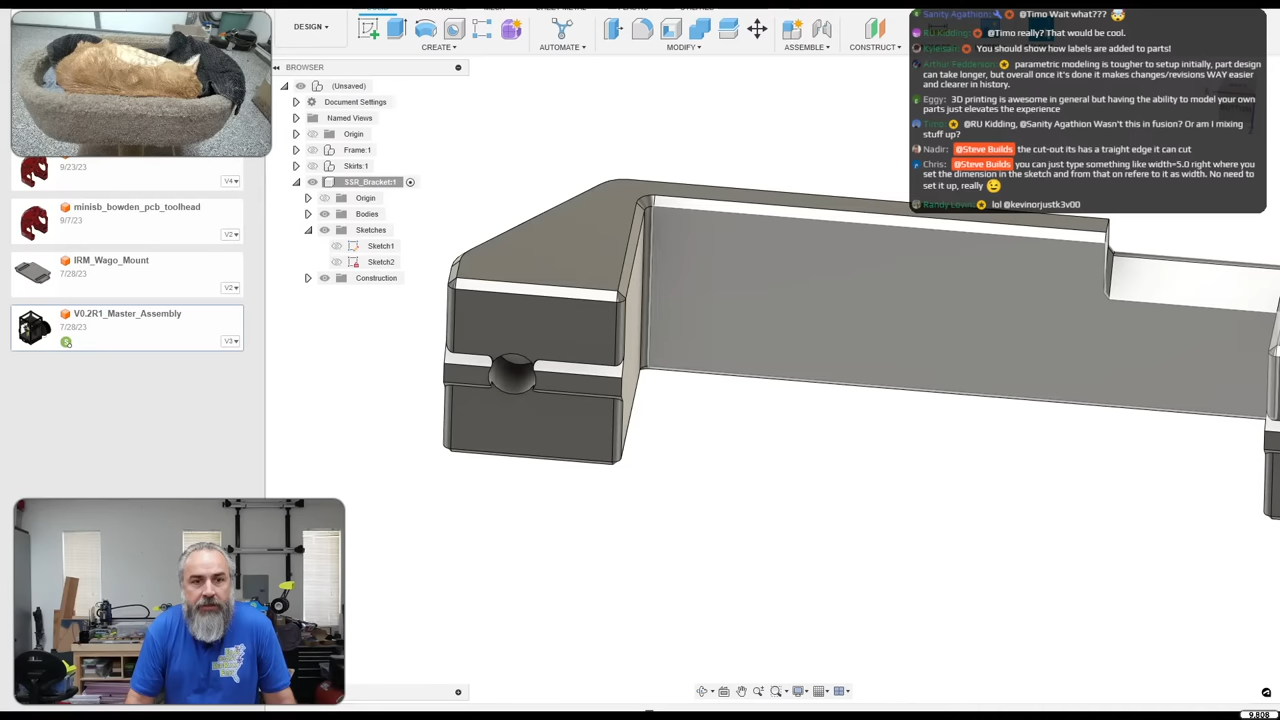 DESIGN
CREATE
AUTOMATE
MODIFY
ASSEMBLE
CONSTRUCT
BROWSER
(Unsaved)
Document Settings
Named Views
Origin
Frame:1
Skirts:1
SSR_Bracket:1
Origin
Bodies
Sketches
Sketch1
Sketch2
Construction
9/23/23
V4
minisb_bowden_pcb_toolhead
9/7/23
V2
IRM_Wago_Mount
7/28/23
V2
V0.2R1_Master_Assembly
7/28/23
V3
Sanity Agathion: @Timo Wait what???
RU Kidding: @Timo really? That would be cool.
You should show how labels are added to parts!
Arthur Pedderson: parametric modeling is tougher to setup initially, part design
can take longer, but overall once it's done it makes changes/revisions WAY easier
and clearer in history.
Eggy: 3D printing is awesome in general but having the ability to model your own
parts just elevates the experience
Timo: @RU Kidding, @Sanity Agathion Wasn't this in fusion? Or am I mixing
stuff up?
Nadir: @Steve Builds the cut-out its has a traight edge it can cut
Chris: @Steve Builds you can just type something like width=5.0 right where you
set the dimension in the sketch and from that on refere to it as width. No need to
set it up, really
lol @kevinorjustk3v00
9.808